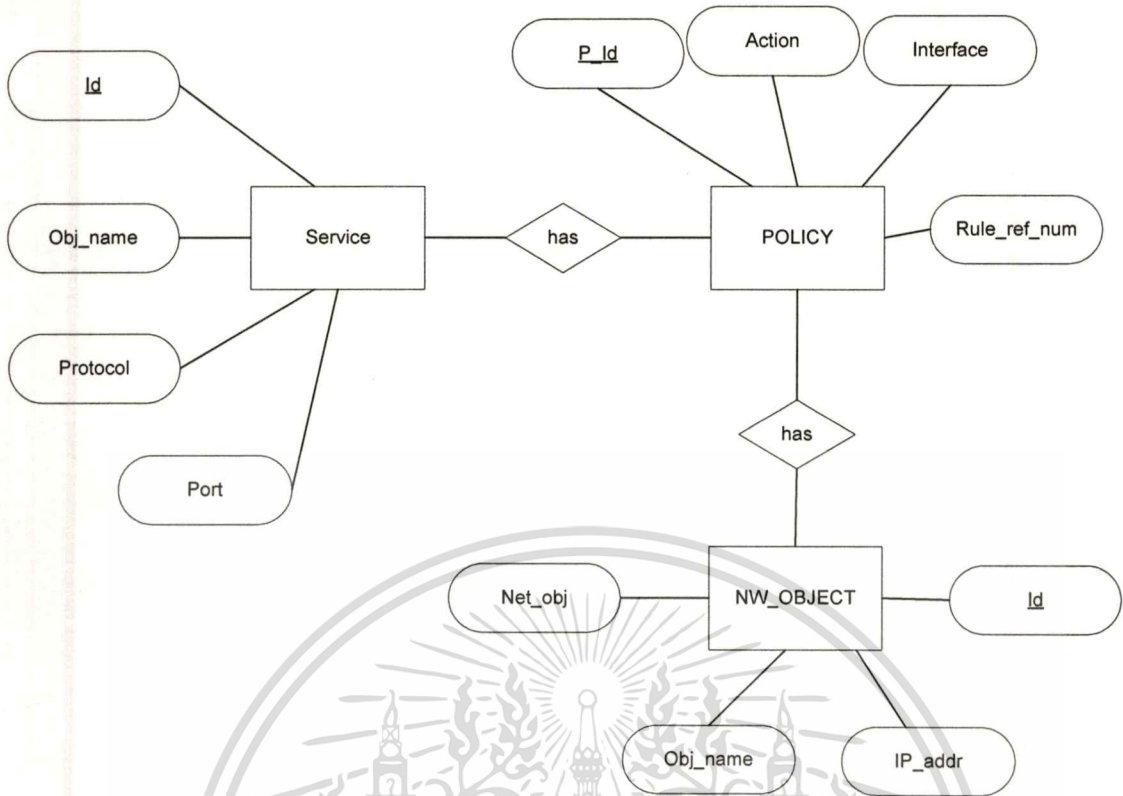 P_Id
Action
Interface
Id
Obj_name
Service
has
POLICY
Rule_ref_num
Protocol
has
Port
Net_obj
NW_OBJECT
Id
Obj_name
IP_addr